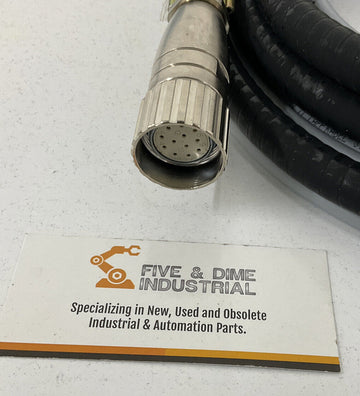 FIVE & DIME
INDUSTRIAL
Specializing in New, Used and Obsolete
Industrial & Automation Parts.